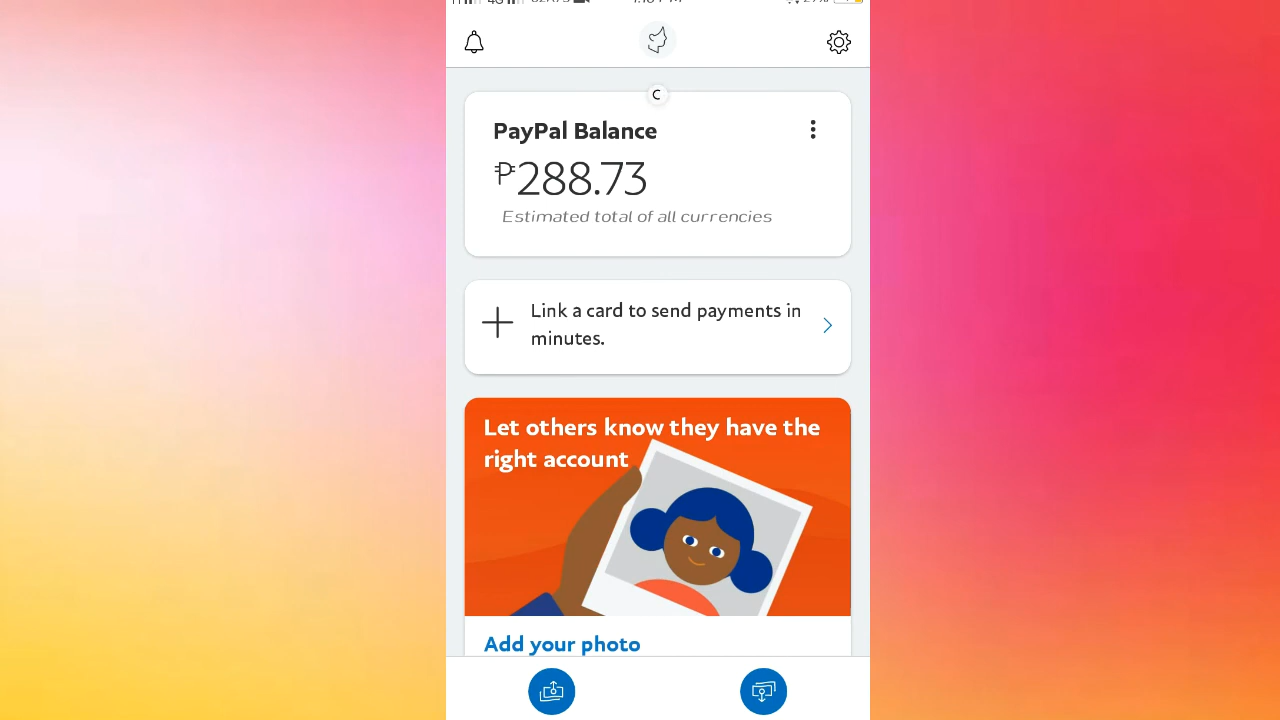 PayPal Balance
₱288.73
Estimated total of all currencies
Link a card to send payments in
minutes.
Let others know they have the
right account
Add your photo